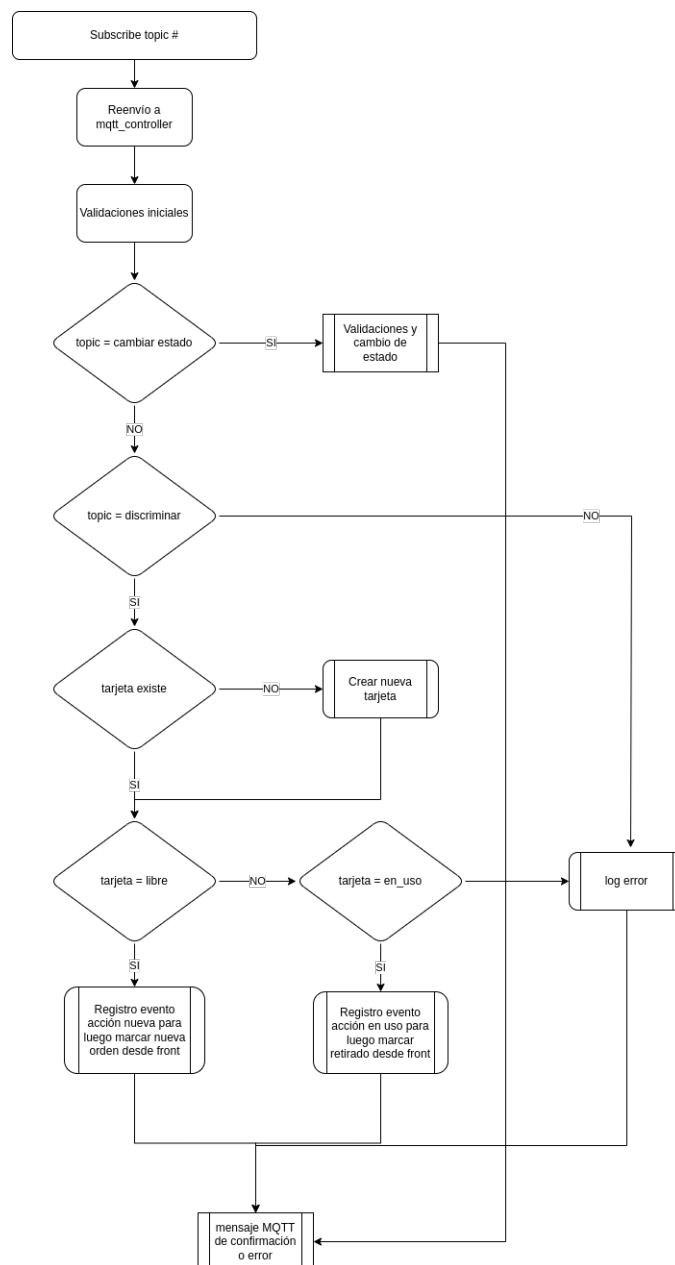 Subscribe topic #
Reenvío a
mqtt_controller
Validaciones iniciales
topic = cambiar estado
SI
Validaciones y
cambio de
estado
NO
topic = discriminar
NO
SI
tarjeta existe
NO
Crear nueva
tarjeta
SI
tarjeta = libre
NO
tarjeta = en_uso
log error
SI
SI
Registro evento
acción nueva para
luego marcar nueva
orden desde front
Registro evento
acción en uso para
luego marcar
retirado desde front
mensaje MQTT
de confirmación
o error